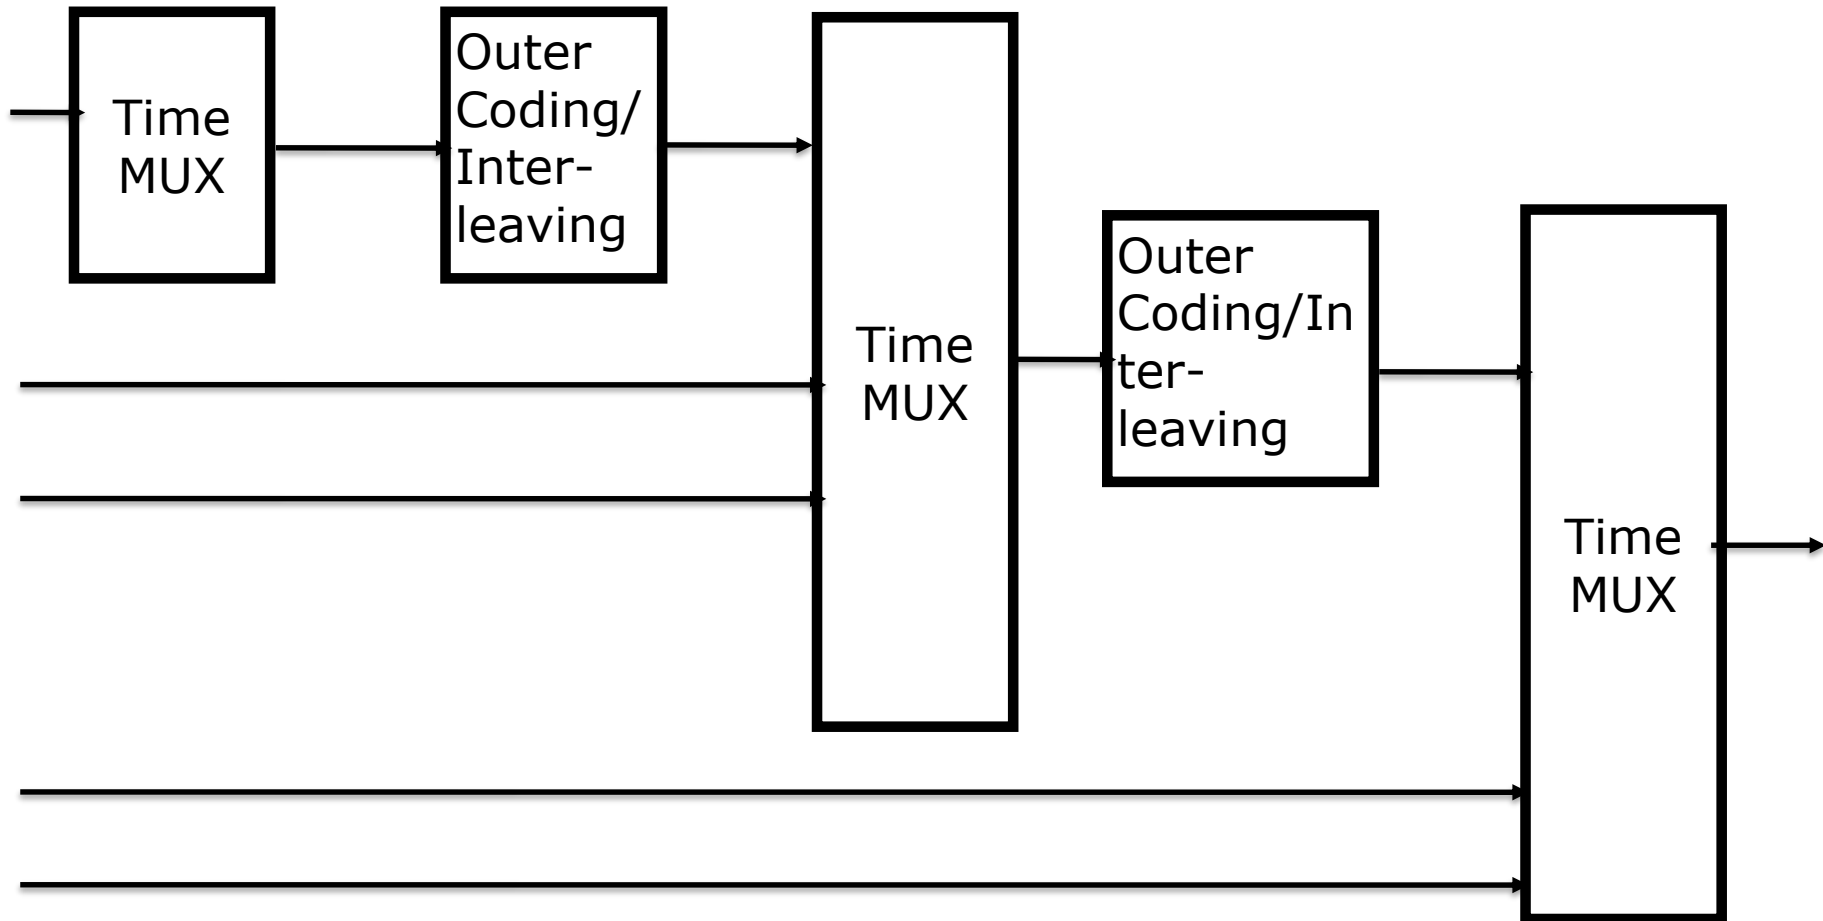 Time
MUX
Outer
Coding/
Inter-
leaving
Time
MUX
Outer
Coding/In
ter-
leaving
Time
MUX